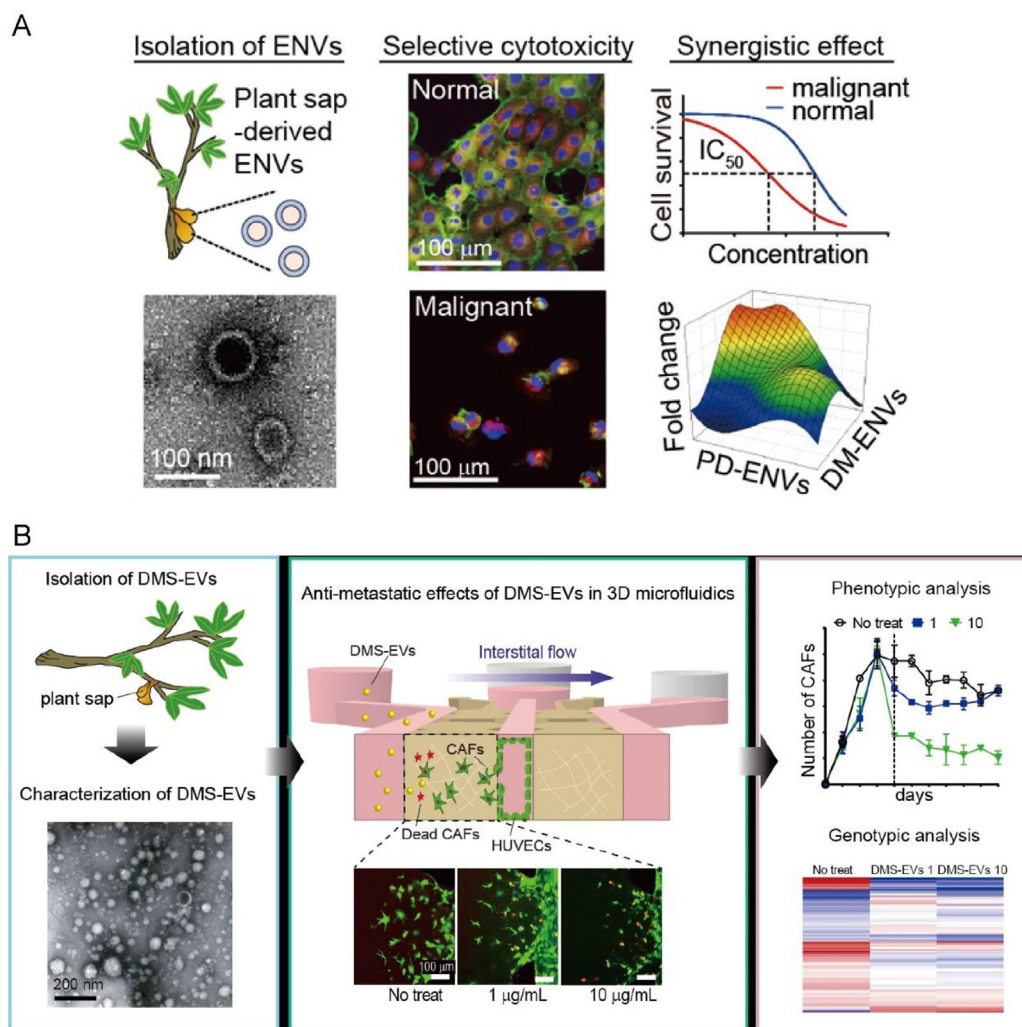 A
Isolation of ENVs
Plant sap
-derived
ENVs
100 nm
Selective cytotoxicity
Normal
100 μm
Malignant
100 μm
Synergistic effect
malignant
normal
IC50
Cell survival
Concentration
Fold change
PD-ENVs
DM-ENVs
B
Isolation of DMS-EVs
plant sap
Characterization of DMS-EVs
200 nm
Anti-metastatic effects of DMS-EVs in 3D microfluidics
DMS-EVs
Interstital flow
CAFs
Dead CAFs
HUVECs
100 μm
No treat
1 μg/mL
10 μg/mL
Phenotypic analysis
No treat 1 10
Number of CAFs
days
Genotypic analysis
No treat DMS-EVs 1 DMS-EVs 10